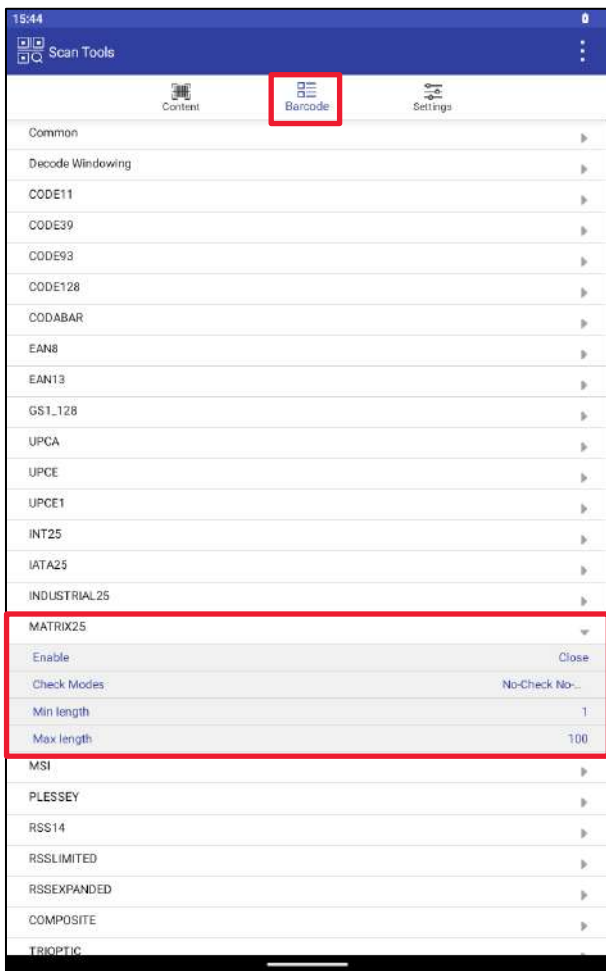 15:44
Scan Tools
Content Barcode Settings
Common
Decode Windowing
CODE11
CODE39
CODE93
CODE128
CODABAR
EAN8
EAN13
GS1_128
UPCA
UPCE
UPCE1
INT25
IATA25
INDUSTRIAL25
MATRIX25
Enable Close
Check Modes No-Check No-...
Min length 1
Max length 100
MSI
PLESSEY
RSS14
RSSLIMITED
RSSEXPANDED
COMPOSITE
TRIOPTIC